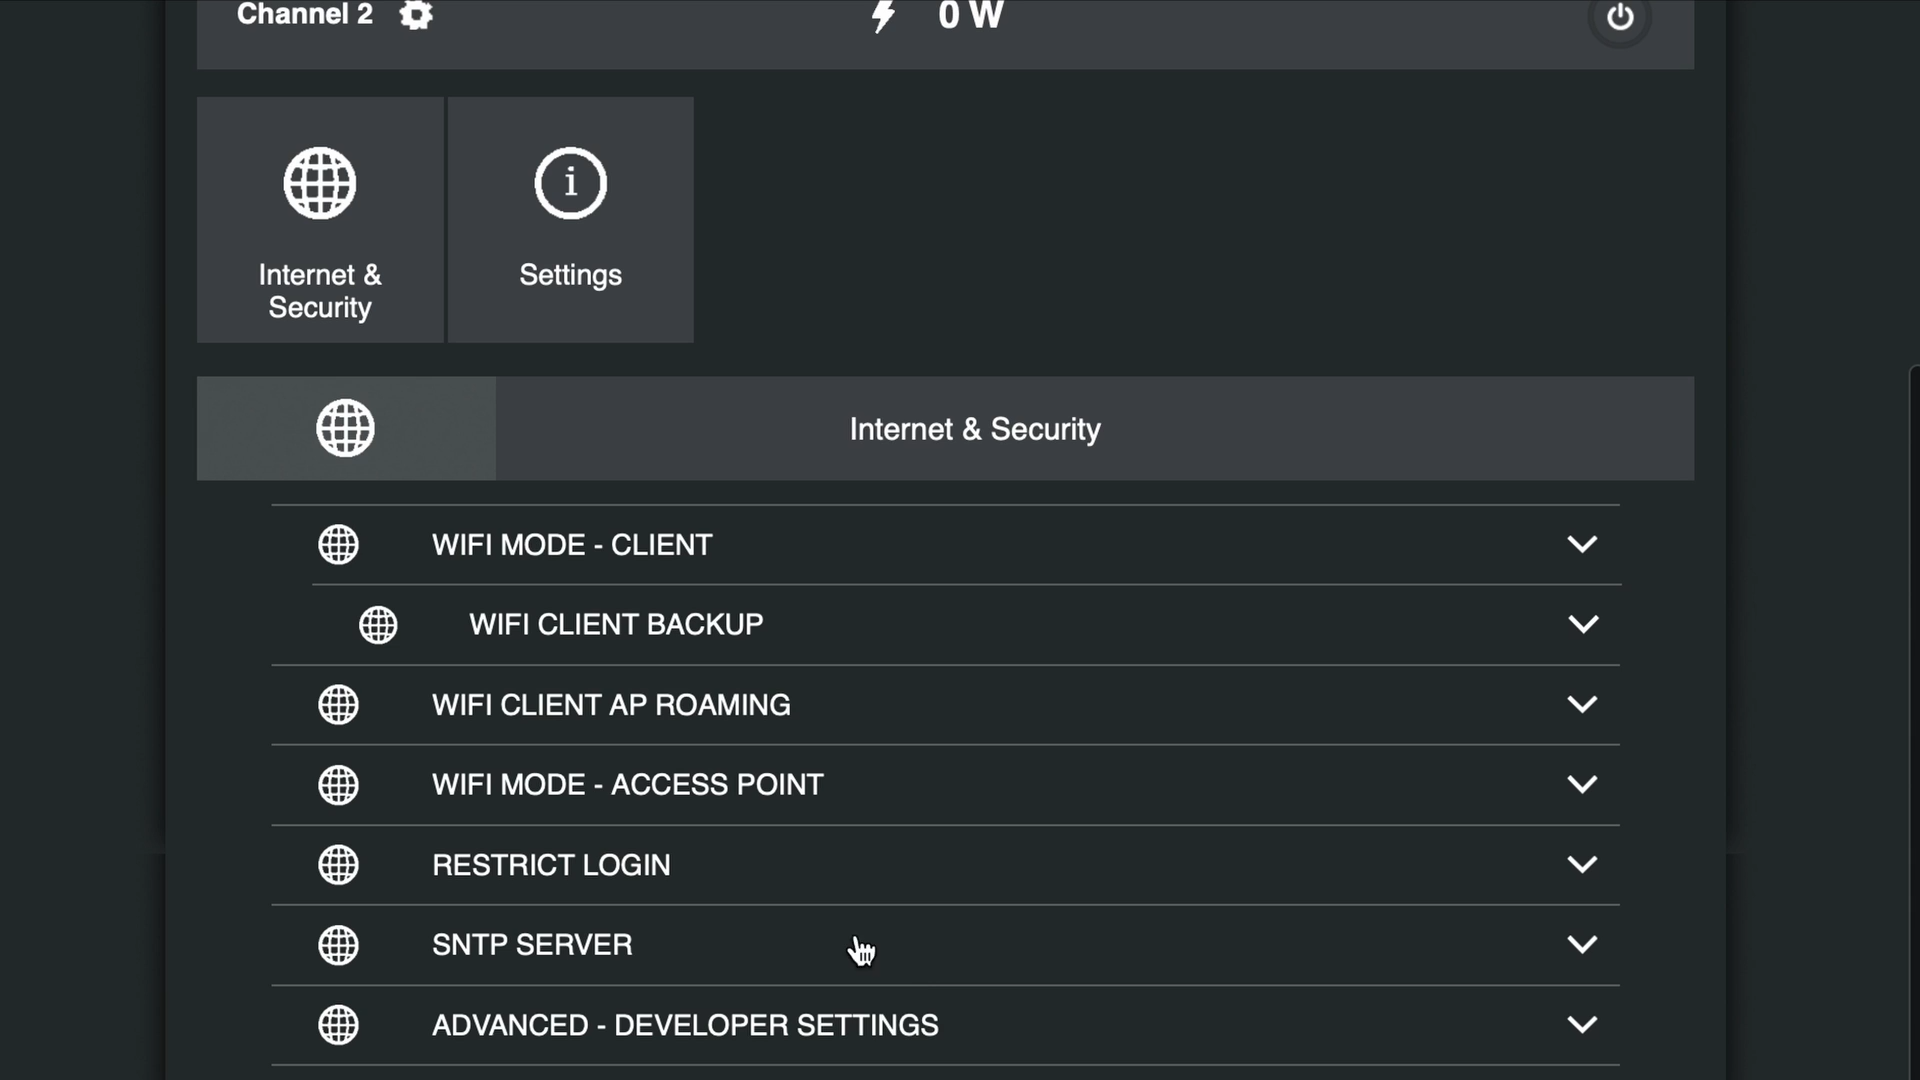 Channel 2
0 W
Internet &
Security
Settings
Internet & Security
WIFI MODE - CLIENT
WIFI CLIENT BACKUP
WIFI CLIENT AP ROAMING
WIFI MODE - ACCESS POINT
RESTRICT LOGIN
SNTP SERVER
ADVANCED - DEVELOPER SETTINGS